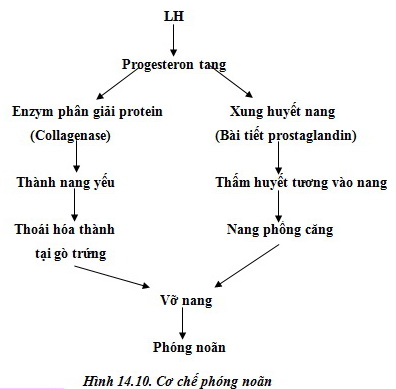 LH
Progesteron tang
Enzym phân giải protein
(Collagenase)
Xung huyết nang
(Bài tiết prostaglandin)
Thành nang yếu
Thấm huyết tương vào nang
Thoái hóa thành
tại gò trứng
Nang phồng căng
Vỡ nang
Phóng noãn
Hình 14.10. Cơ chế phóng noãn